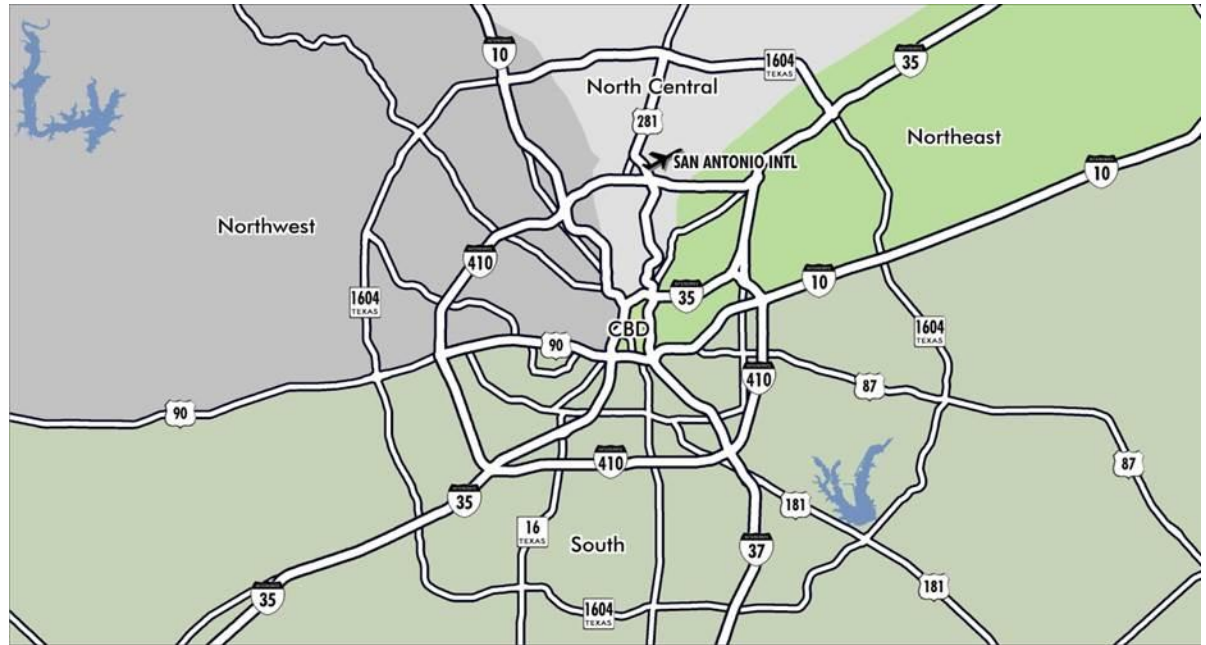 10
35
1604
TEXAS
North Central
281
Northeast
SAN ANTONIO INTL
10
Northwest
410
10
1604
TEXAS
35
CBD
1604
TEXAS
90
410
87
90
410
87
35
181
16
TEXAS
South
37
181
35
1604
TEXAS